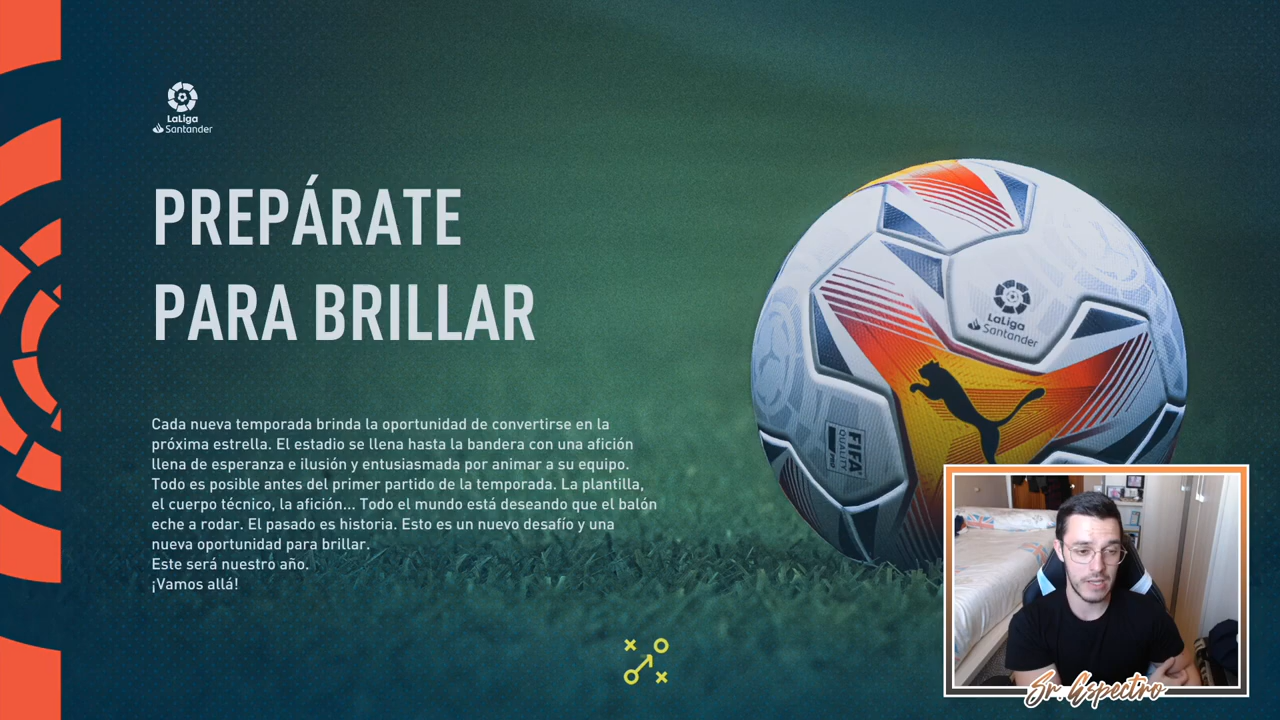 LaLiga
Santander
PREPÁRATE
PARA BRILLAR
Cada nueva temporada brinda la oportunidad de convertirse en la
próxima estrella. El estadio se llena hasta la bandera con una afición
llena de esperanza e ilusión y entusiasmada por animar a su equipo.
Todo es posible antes del primer partido de la temporada. La plantilla,
el cuerpo técnico, la afición... Todo el mundo está deseando que el balón
eche a rodar. El pasado es historia. Esto es un nuevo desafío y una
nueva oportunidad para brillar.
Este será nuestro año.
¡Vamos allá!
LaLiga
Santander
FIFA
QUALITY
PRO
Sr. Espectro